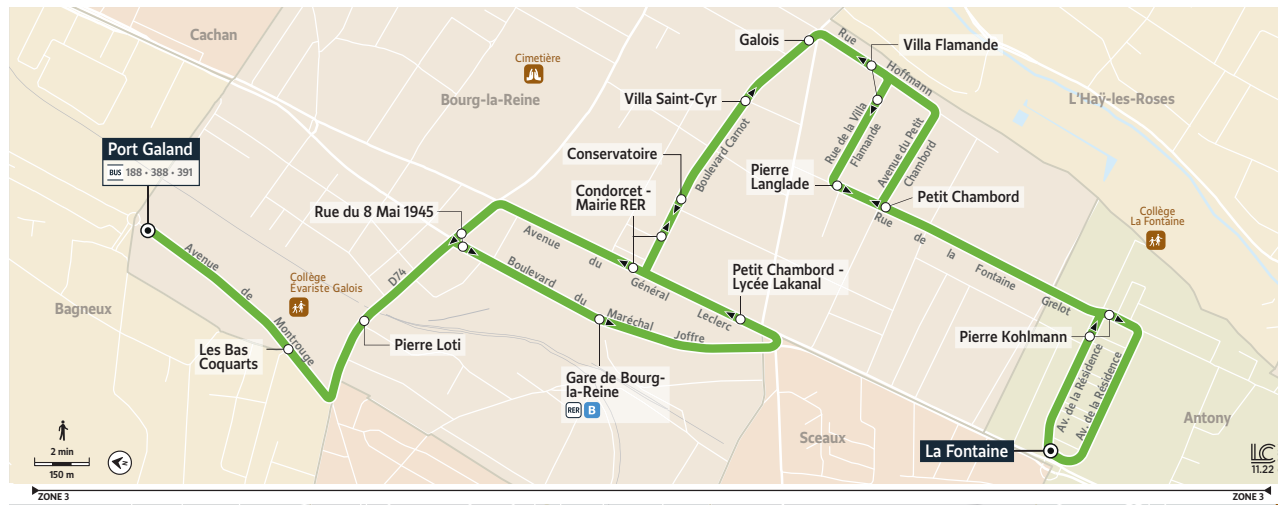 Cachan
Cimetière
Bourg-la-Reine
Galois
Rue
Hoffmann
Villa Flamande
L'Haÿ-les-Roses
Villa Saint-Cyr
Boulevard Carnot
Rue de la Villa
Flamande
Avenue du Petit
Chambord
Port Galand
BUS 188 • 388 • 391
Conservatoire
Condorcet -
Mairie RER
Pierre
Langlade
Petit Chambord
Rue du 8 Mai 1945
Collège
La Fontaine
Avenue
de
Montrouge
Collège
Évariste Galois
D74
Avenue
du
Général
Leclerc
Boulevard
du
Maréchal
Joffre
Petit Chambord -
Lycée Lakanal
Rue
de
la
Fontaine
Grelot
Bagneux
Les Bas
Coquarts
Pierre Loti
Gare de Bourg-
la-Reine
RER B
Pierre Kohlmann
Av. de la Résidence
Av. de la Résidence
Antony
Sceaux
La Fontaine
2 min
150 m
N
LC
11.22
ZONE 3
ZONE 3